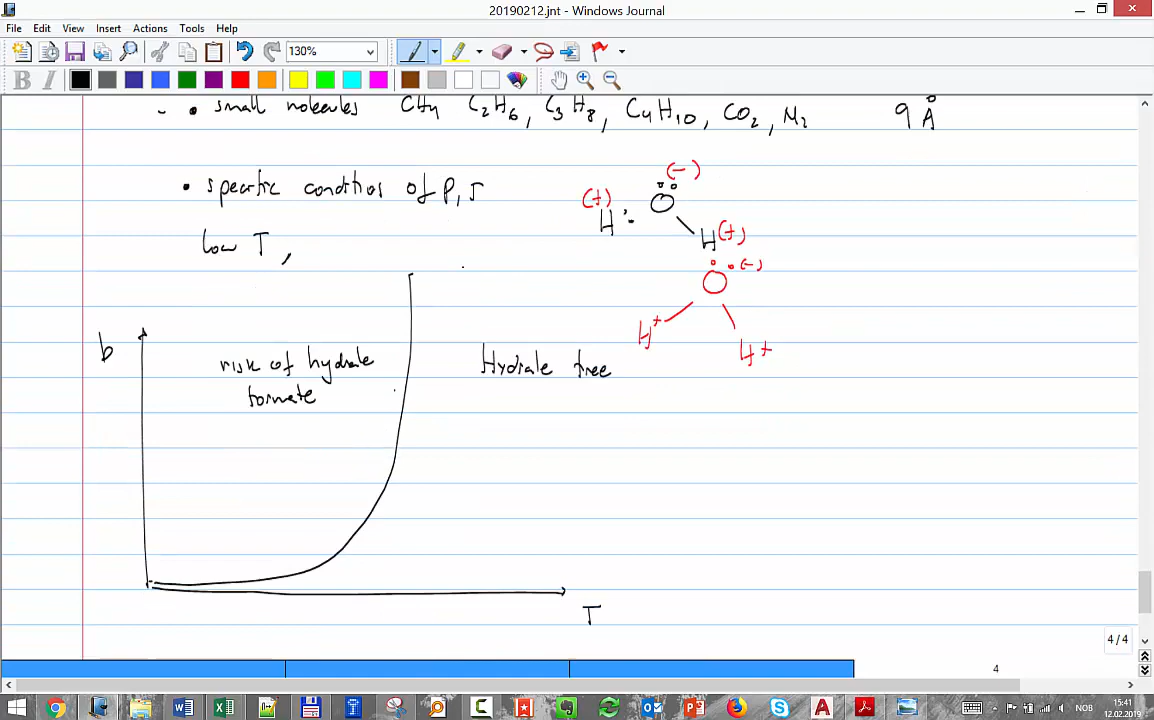 20190212.jnt - Windows Journal
File Edit View Insert Actions Tools Help
130%
B I
- • small molecules CH4 C2H6, C3H8, C4H10, CO2, N2 9 Å
• specific conditions of p, T
low T,
(-)
(+) O
H H (+)
O (-)
H+ H+
p
risk of hydrate Hydrate free
formate
T
4 / 4
4
NOB
15:41
12.02.2019